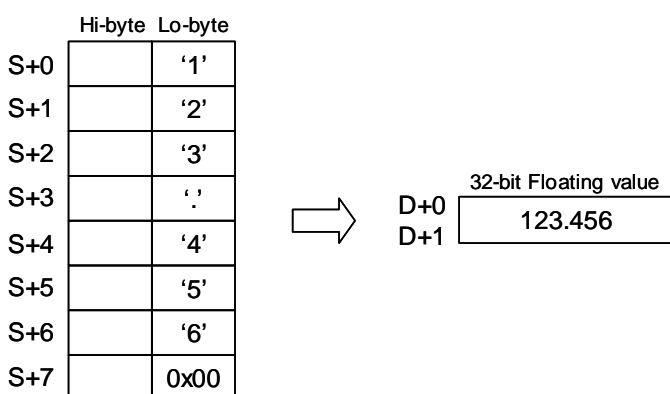 Hi-byte Lo-byte
S+0 ‘1’
S+1 ‘2’
S+2 ‘3’
S+3 ‘.’
S+4 ‘4’
S+5 ‘5’
S+6 ‘6’
S+7 0x00
32-bit Floating value
D+0 123.456
D+1